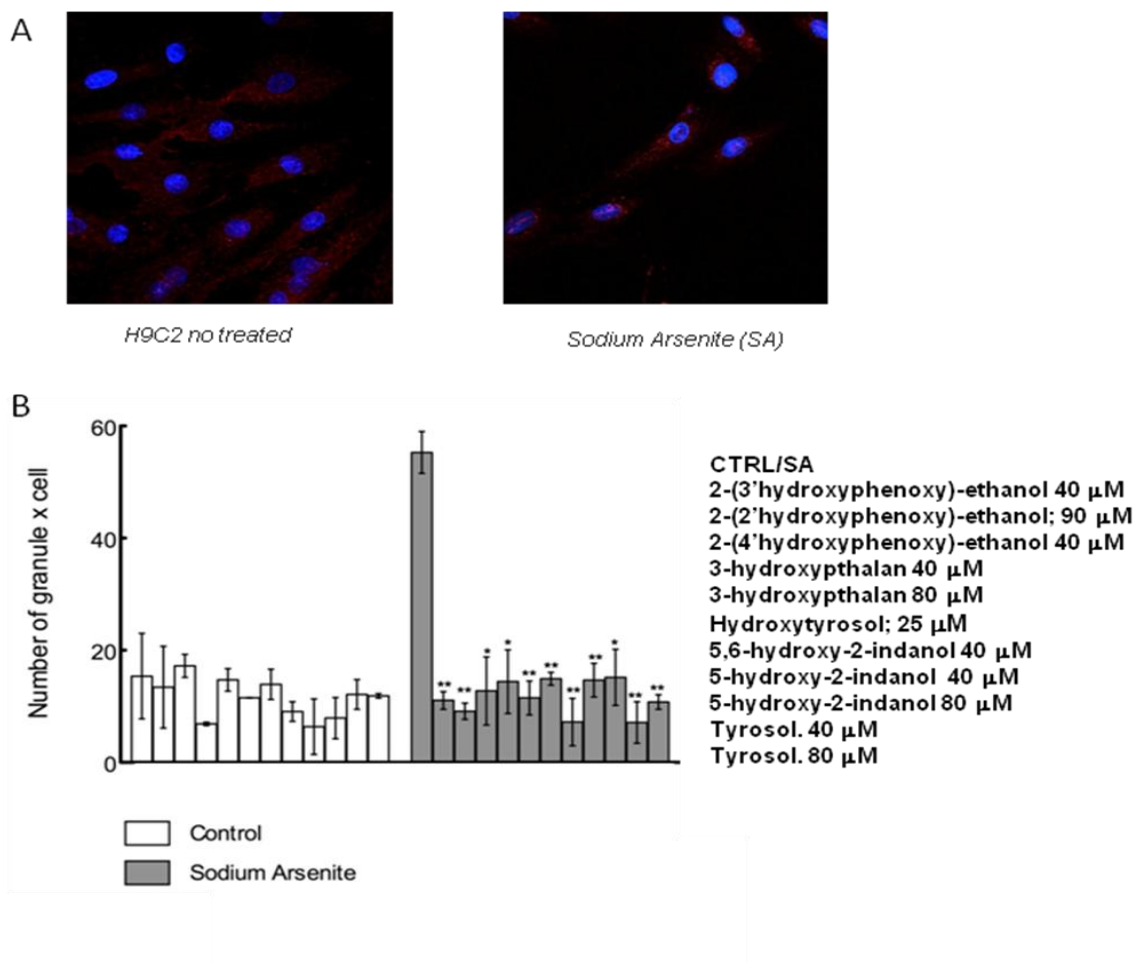 A
H9C2 no treated
Sodium Arsenite (SA)
B
Number of granule x cell
60
40
20
0
** ** * * ** ** ** ** * ** **
Control
Sodium Arsenite
CTRL/SA
2-(3'hydroxyphenoxy)-ethanol 40 μM
2-(2'hydroxyphenoxy)-ethanol; 90 μM
2-(4'hydroxyphenoxy)-ethanol 40 μM
3-hydroxypthalan 40 μM
3-hydroxypthalan 80 μM
Hydroxytyrosol; 25 μM
5,6-hydroxy-2-indanol 40 μM
5-hydroxy-2-indanol 40 μM
5-hydroxy-2-indanol 80 μM
Tyrosol. 40 μM
Tyrosol. 80 μM